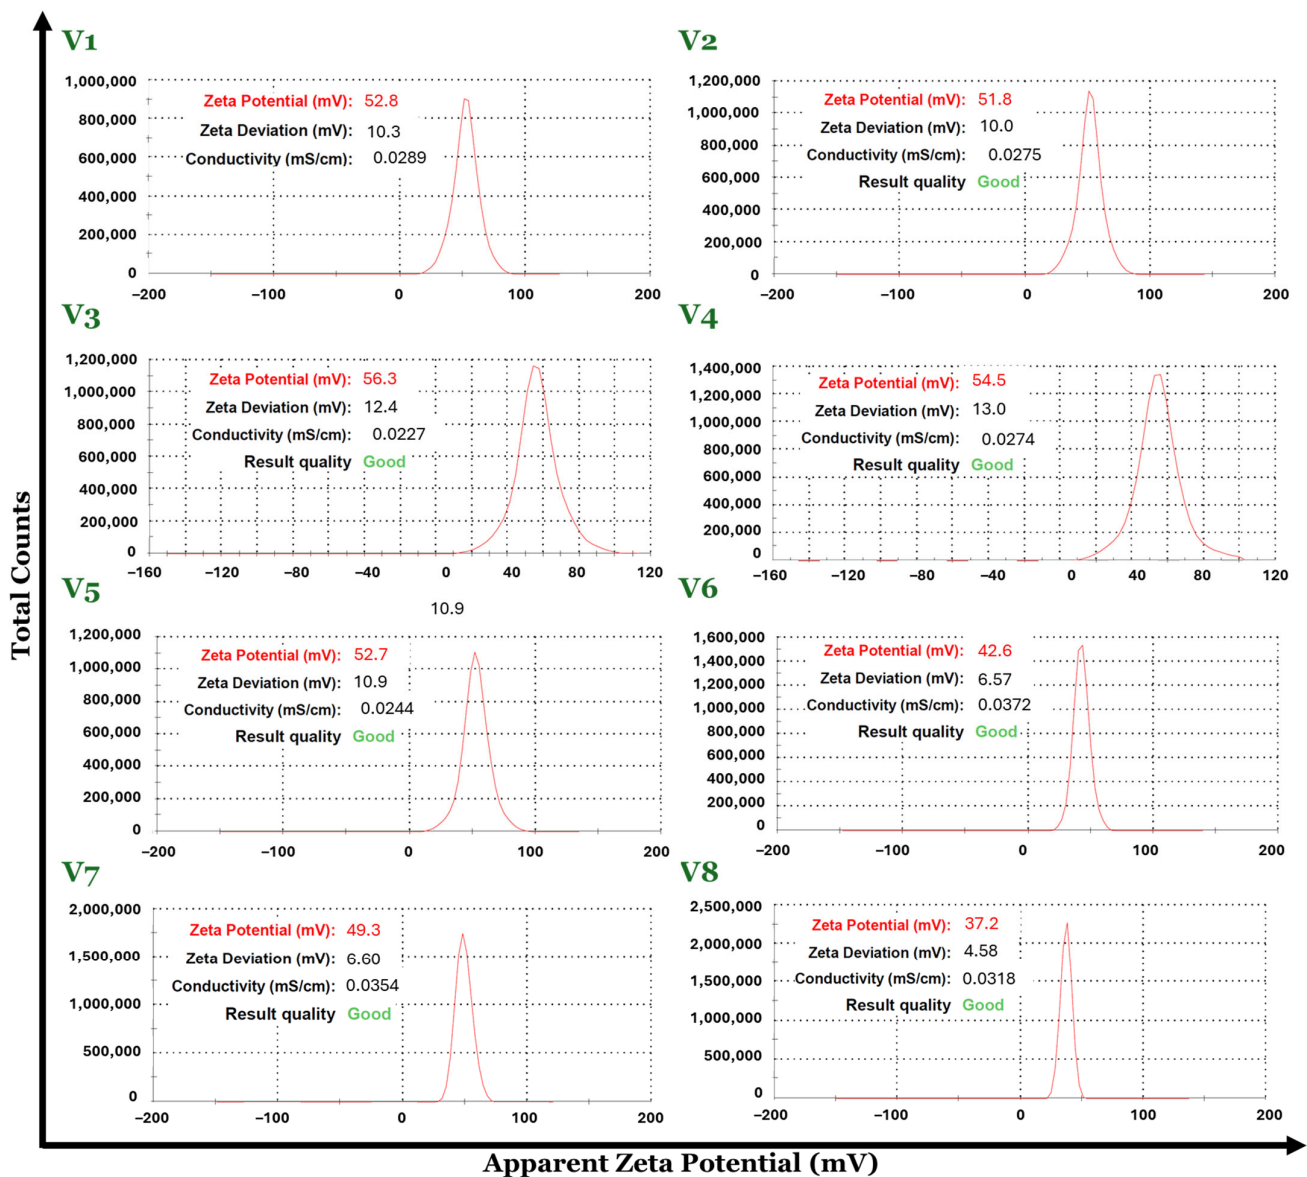 V1
1,000,000
800,000
600,000
400,000
200,000
0
Zeta Potential (mV): 52.8
Zeta Deviation (mV): 10.3
Conductivity (mS/cm): 0.0289
−200 −100 0 100 200
V2
1,200,000
1,000,000
800,000
600,000
400,000
200,000
0
Zeta Potential (mV): 51.8
Zeta Deviation (mV): 10.0
Conductivity (mS/cm): 0.0275
Result quality Good
−200 −100 0 100 200
V3
1,200,000
1,000,000
800,000
600,000
400,000
200,000
0
Zeta Potential (mV): 56.3
Zeta Deviation (mV): 12.4
Conductivity (mS/cm): 0.0227
Result quality Good
−160 −120 −80 −40 0 40 80 120
V4
1,400,000
1,200,000
1,000,000
800,000
600,000
400,000
200,000
0
Zeta Potential (mV): 54.5
Zeta Deviation (mV): 13.0
Conductivity (mS/cm): 0.0274
Result quality Good
−160 −120 −80 −40 0 40 80 120
V5
10.9
1,200,000
1,000,000
800,000
600,000
400,000
200,000
0
Zeta Potential (mV): 52.7
Zeta Deviation (mV): 10.9
Conductivity (mS/cm): 0.0244
Result quality Good
−200 −100 0 100 200
V6
1,600,000
1,400,000
1,200,000
1,000,000
800,000
600,000
400,000
200,000
0
Zeta Potential (mV): 42.6
Zeta Deviation (mV): 6.57
Conductivity (mS/cm): 0.0372
Result quality Good
−200 −100 0 100 200
V7
2,000,000
1,500,000
1,000,000
500,000
0
Zeta Potential (mV): 49.3
Zeta Deviation (mV): 6.60
Conductivity (mS/cm): 0.0354
Result quality Good
−200 −100 0 100 200
V8
2,500,000
2,000,000
1,500,000
1,000,000
500,000
0
Zeta Potential (mV): 37.2
Zeta Deviation (mV): 4.58
Conductivity (mS/cm): 0.0318
Result quality Good
−200 −100 0 100 200
Total Counts
Apparent Zeta Potential (mV)